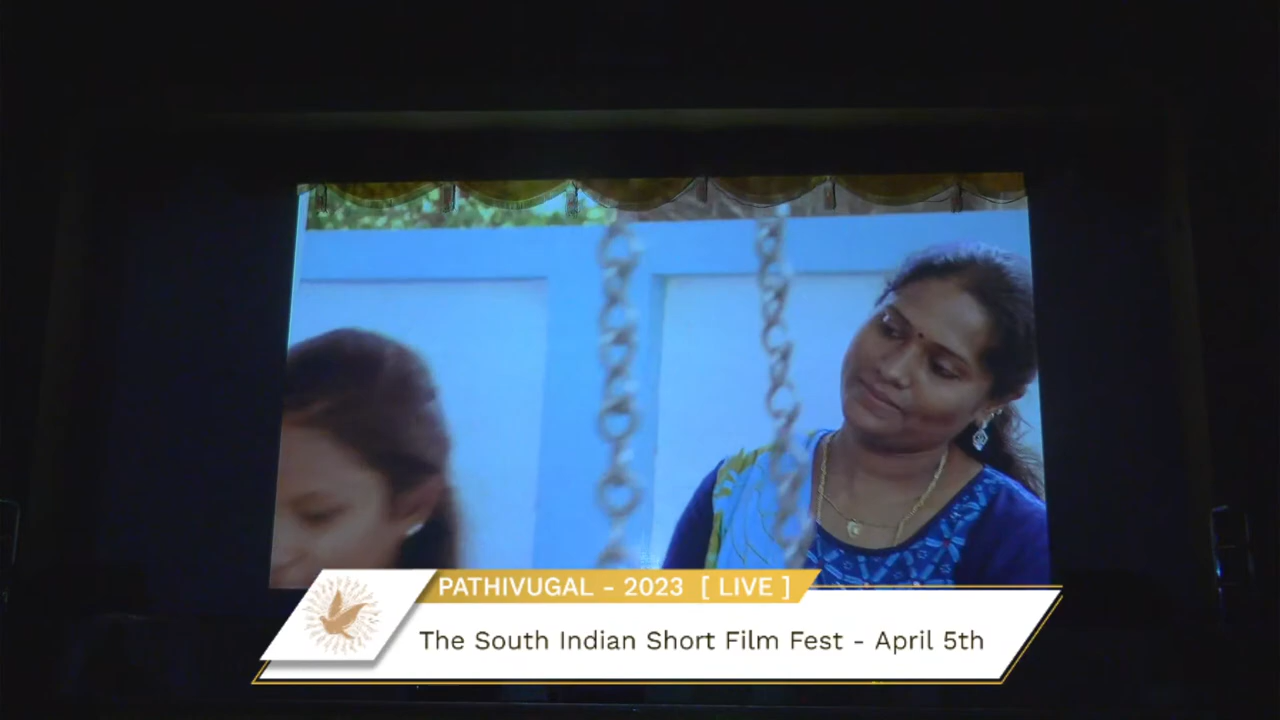 PATHIVUGAL - 2023 [ LIVE ]
The South Indian Short Film Fest - April 5th